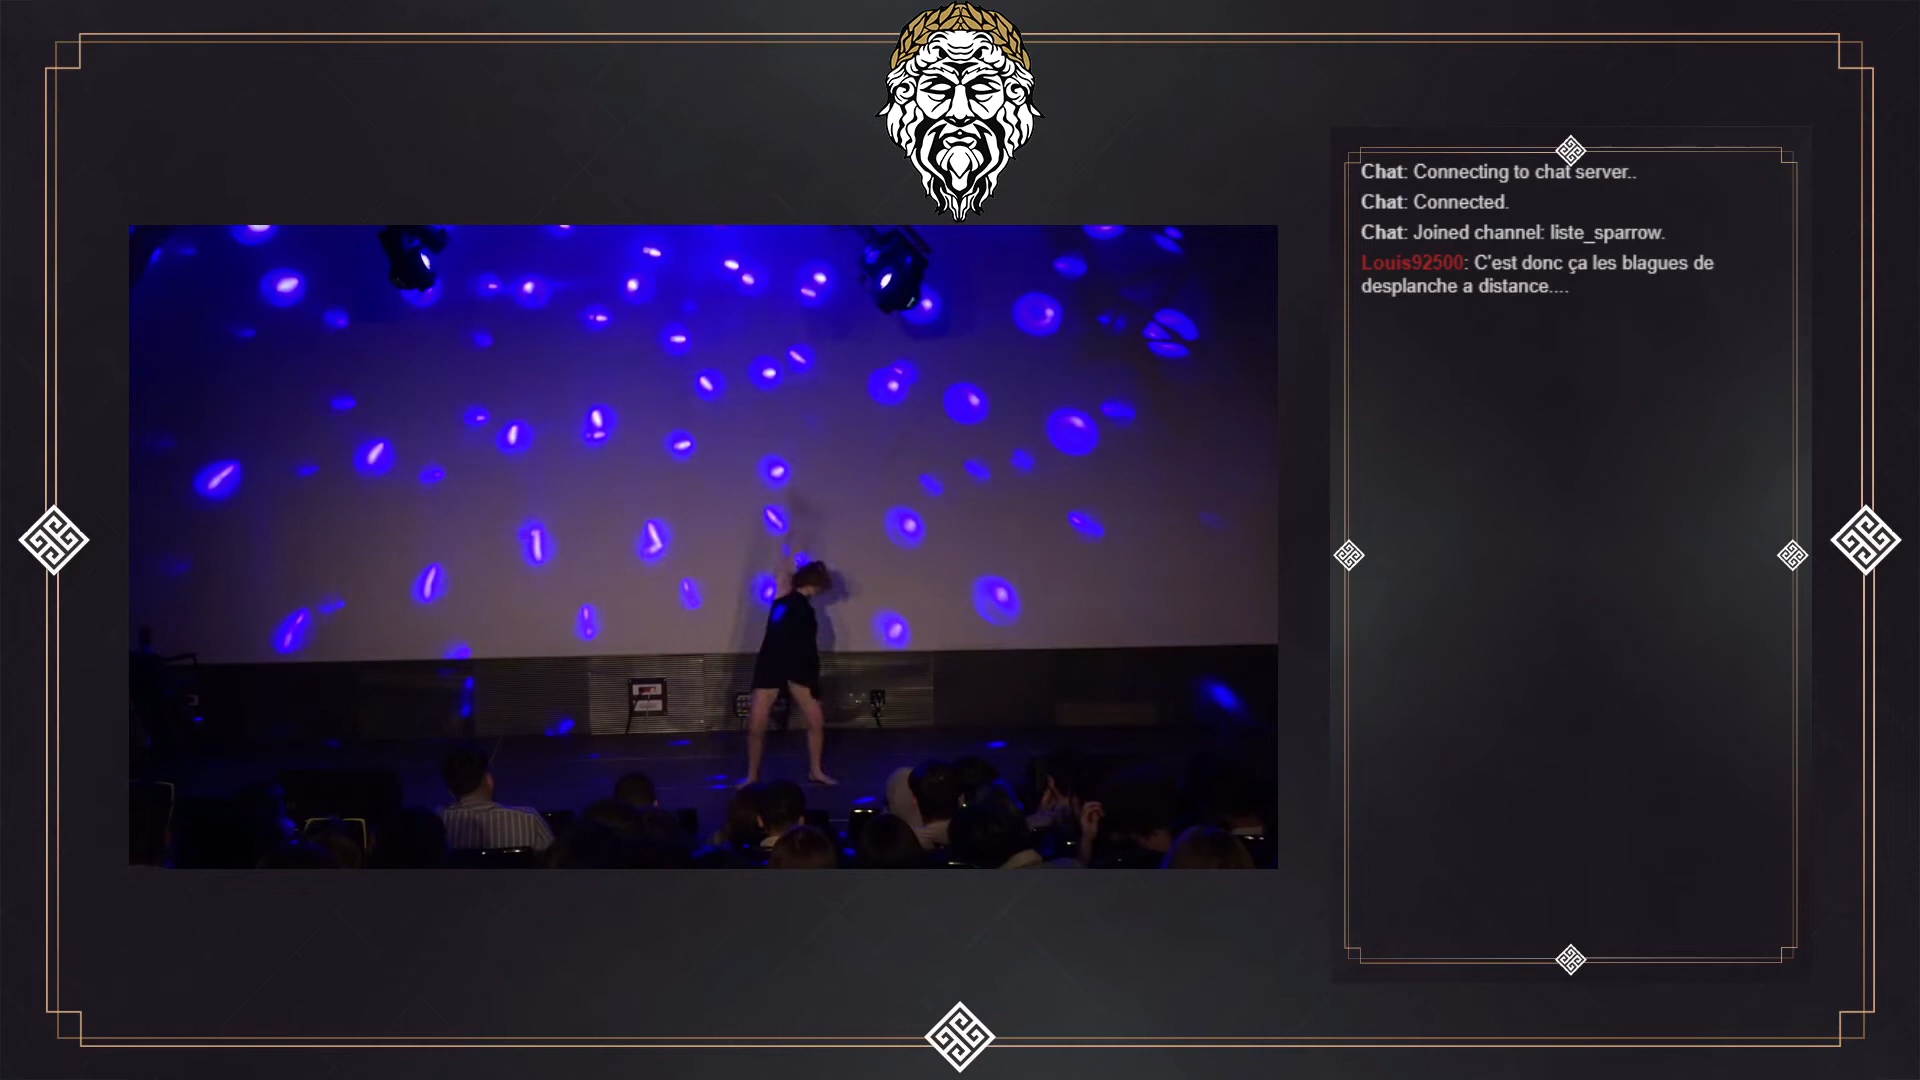 Chat: Connecting to chat server..
Chat: Connected.
Chat: Joined channel: liste_sparrow.
Louis92500: C'est donc ça les blagues de
desplanche a distance....